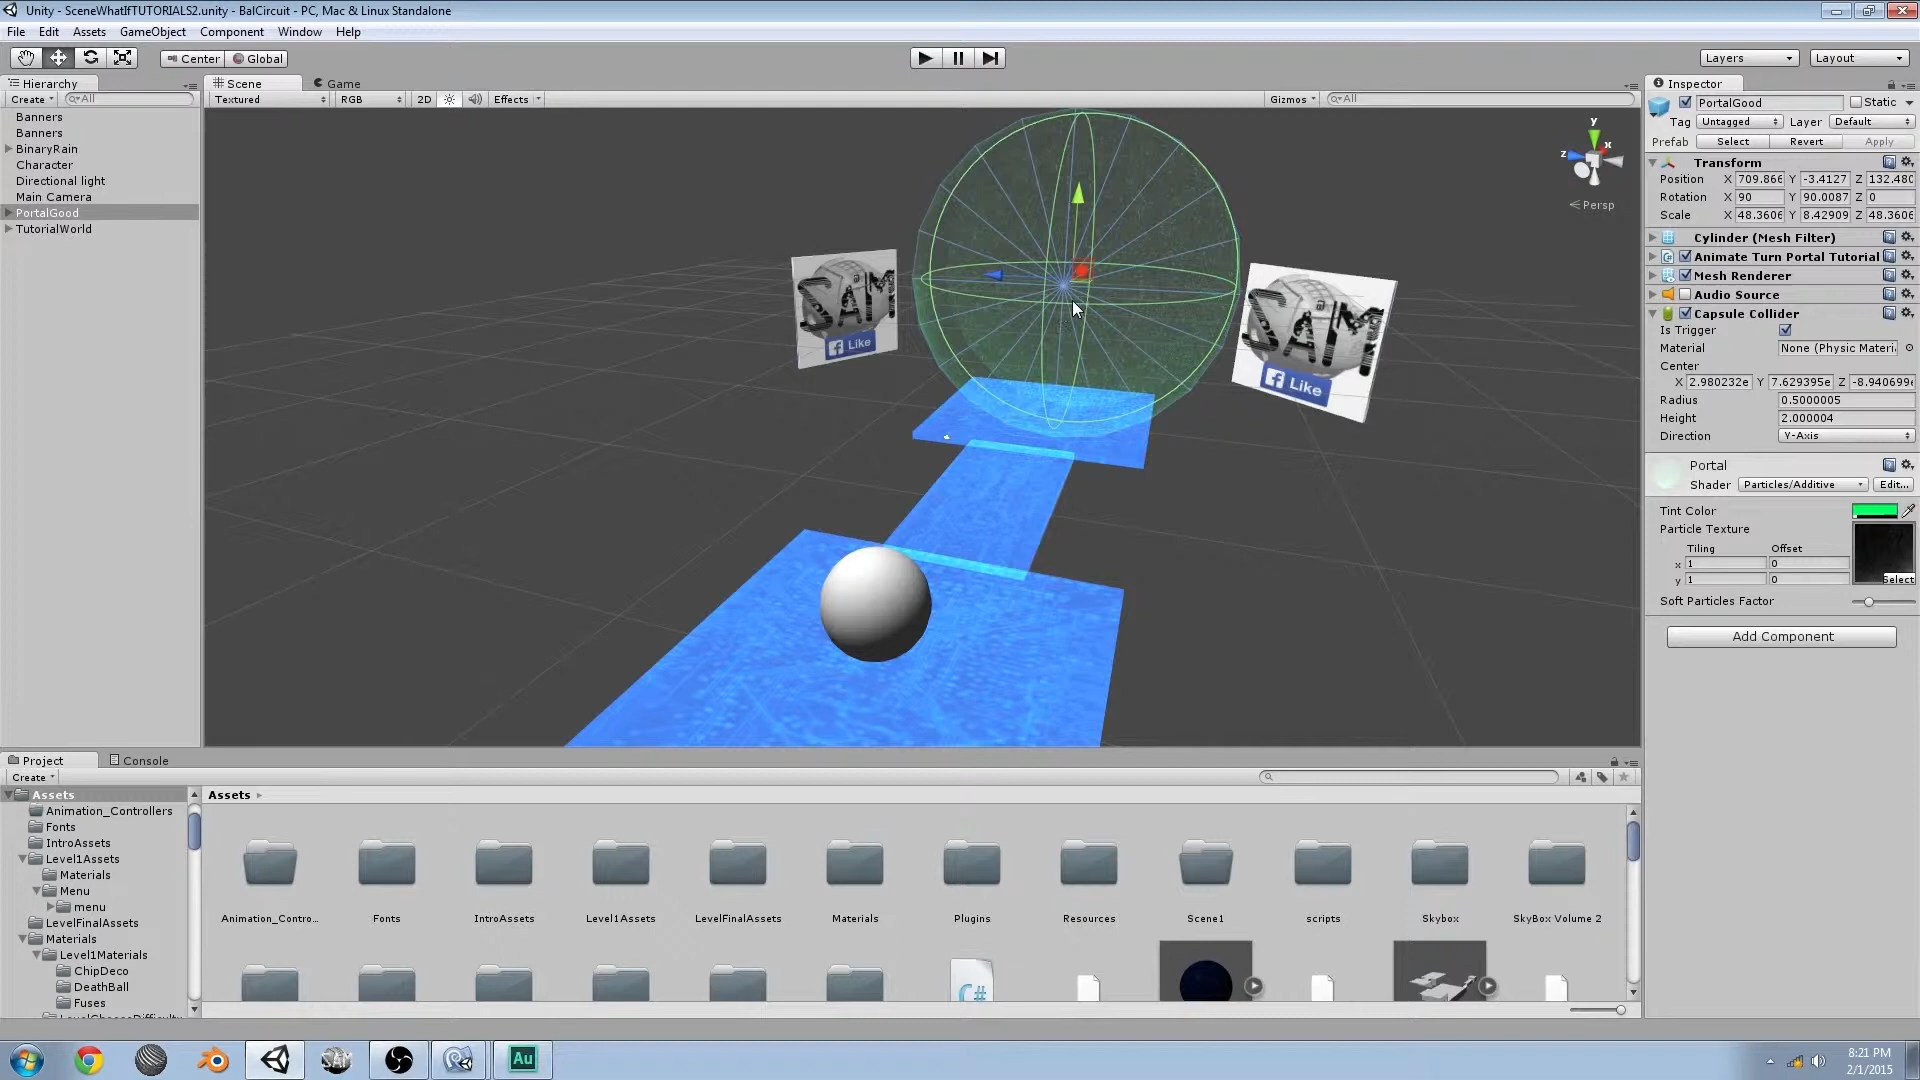 Unity - SceneWhatIfTUTORIALS2.unity - BalCircuit - PC, Mac & Linux Standalone
File Edit Assets GameObject Component Window Help
Center Global Layers Layout
Hierarchy
Create All
Banners
Banners
BinaryRain
Character
Directional light
Main Camera
PortalGood
TutorialWorld
Scene Game
Textured RGB 2D Effects Gizmos All
y
x
z
Persp
SAM
Like
SAM
Like
Inspector
PortalGood Static
Tag Untagged Layer Default
Prefab Select Revert Apply
Transform
Position X 709.866 Y -3.4127 Z 132.480
Rotation X 90 Y 90.0087 Z 0
Scale X 48.3606 Y 8.42909 Z 48.3606
Cylinder (Mesh Filter)
Animate Turn Portal Tutorial
Mesh Renderer
Audio Source
Capsule Collider
Is Trigger
Material None (Physic Materi
Center
X 2.980232e Y 7.629395e Z -8.940699
Radius 0.5000005
Height 2.000004
Direction Y-Axis
Portal
Shader Particles/Additive Edit...
Tint Color
Particle Texture
Tiling Offset
x 1 0
y 1 0
Select
Soft Particles Factor
Add Component
Project Console
Create
Assets
Animation_Controllers
Fonts
IntroAssets
Level1Assets
Materials
Menu
menu
LevelFinalAssets
Materials
Level1Materials
ChipDeco
DeathBall
Fuses
Assets
Animation_Contro... Fonts IntroAssets Level1Assets LevelFinalAssets Materials Plugins Resources Scene1 scripts Skybox SkyBox Volume 2
C#
SAM
Au
8:21 PM
2/1/2015